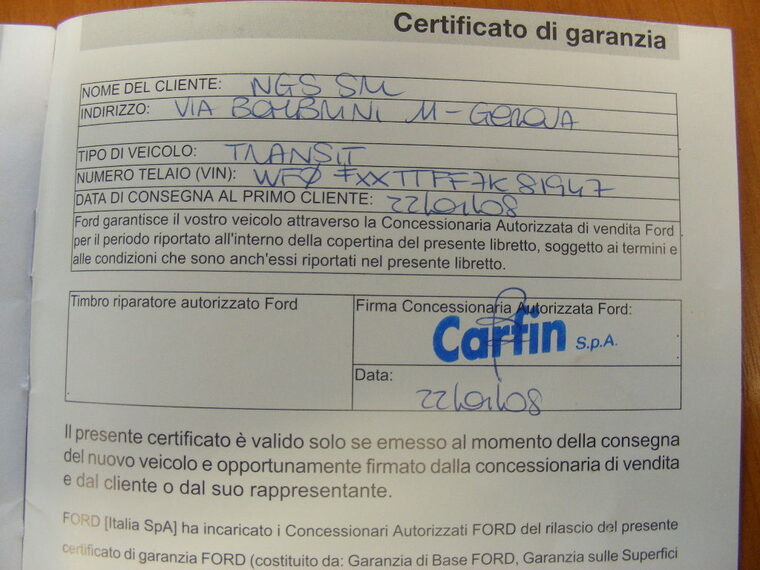 Certificato di garanzia
NOME DEL CLIENTE: NGS SRL
INDIRIZZO: VIA 11 - GENOVA
TIPO DI VEICOLO: TRANSIT
NUMERO TELAIO (VIN): WF0
DATA DI CONSEGNA AL PRIMO CLIENTE: 22/01/08
Ford garantisce il vostro veicolo attraverso la Concessionaria Autorizzata di vendita Ford
per il periodo riportato all'interno della copertina del presente libretto, soggetto ai termini e
alle condizioni che sono anch'essi riportati nel presente libretto.
Timbro riparatore autorizzato Ford
Firma Concessionaria Autorizzata Ford:
Carfin S.p.A.
Data:
22/01/08
Il presente certificato è valido solo se emesso al momento della consegna
del nuovo veicolo e opportunamente firmato dalla concessionaria di vendita
e dal cliente o dal suo rappresentante.
FORD [Italia SpA] ha incaricato i Concessionari Autorizzati FORD del rilascio del presente
certificato di garanzia FORD (costituito da: Garanzia di Base FORD, Garanzia sulle Superfici